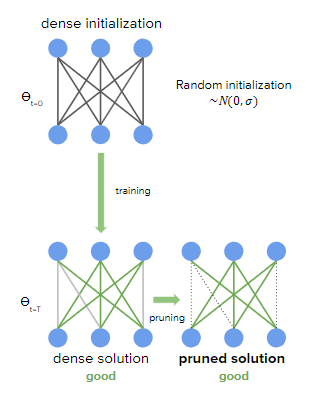 dense initialization
Random initialization
~N(0, σ)
Θt=0
training
Θt=T
pruning
dense solution
pruned solution
good
good